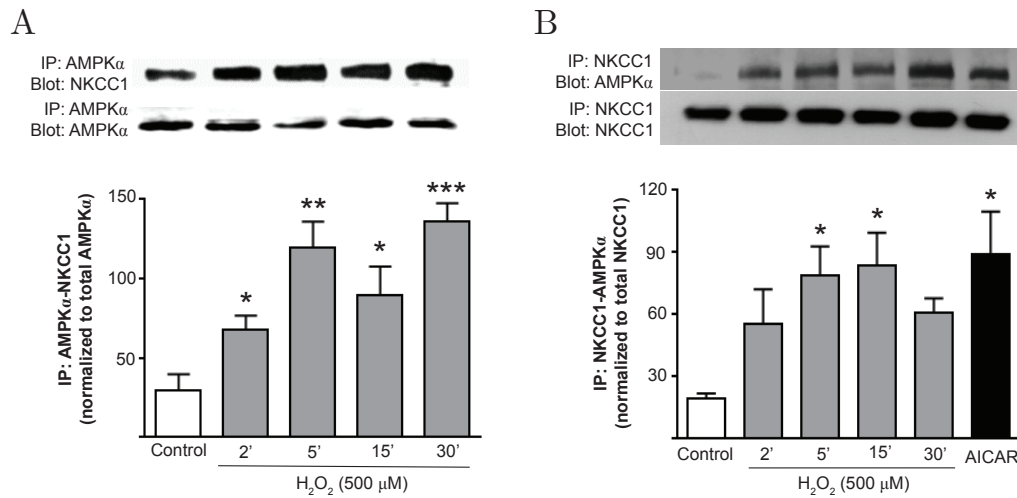 A
IP: AMPKα
Blot: NKCC1
IP: AMPKα
Blot: AMPKα
IP: AMPKα-NKCC1
(normalized to total AMPKα)
150
100
50
*
**
*
***
Control
2’
5’
15’
30’
H₂O₂ (500 μM)
B
IP: NKCC1
Blot: AMPKα
IP: NKCC1
Blot: NKCC1
IP: NKCC1-AMPKα
(normalized to total NKCC1)
120
90
60
30
*
*
*
Control
2’
5’
15’
30’
AICAR
H₂O₂ (500 μM)